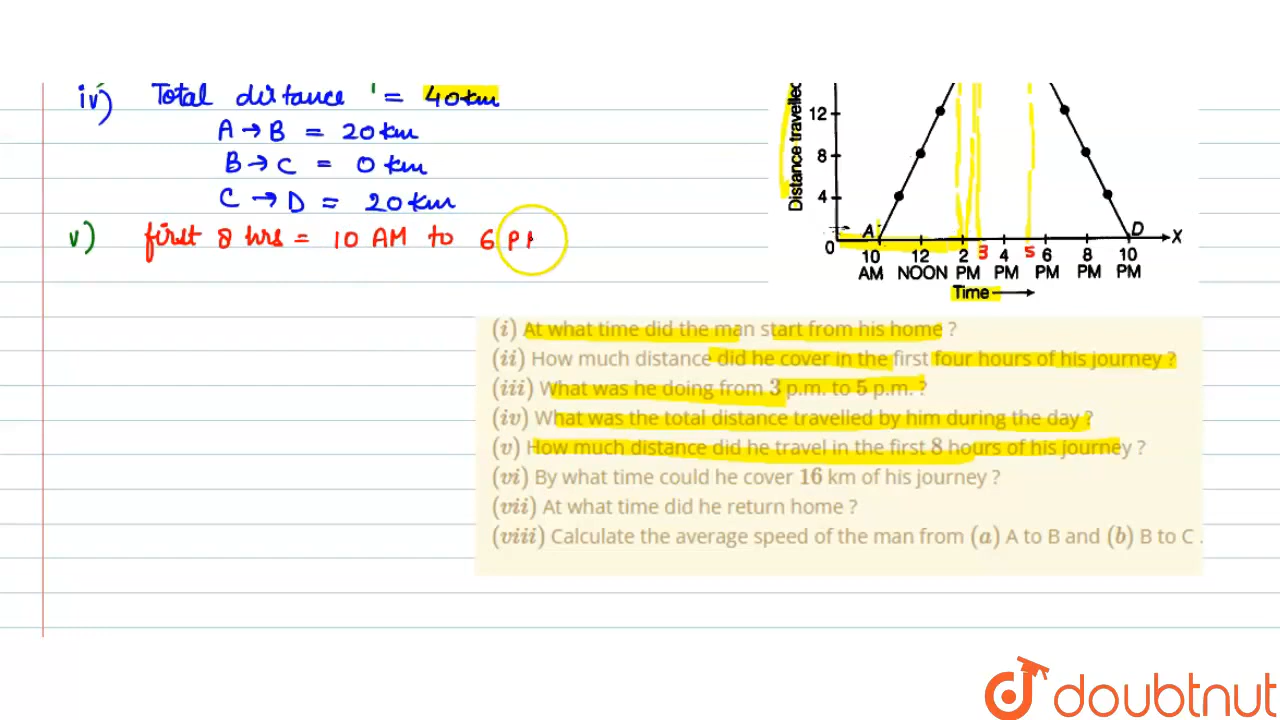 iv) Total distance = 40km
A → B = 20 km
B → C = 0 km
C → D = 20 km
v) first 8 hrs = 10 AM to 6 P
Distance travelled
12
8
4
0
A
D
X
10 12 2 3 4 5 6 8 10
AM NOON PM PM PM PM PM
Time →
(i) At what time did the man start from his home ?
(ii) How much distance did he cover in the first four hours of his journey ?
(iii) What was he doing from 3 p.m. to 5 p.m. ?
(iv) What was the total distance travelled by him during the day ?
(v) How much distance did he travel in the first 8 hours of his journey ?
(vi) By what time could he cover 16 km of his journey ?
(vii) At what time did he return home ?
(viii) Calculate the average speed of the man from (a) A to B and (b) B to C .
doubtnut